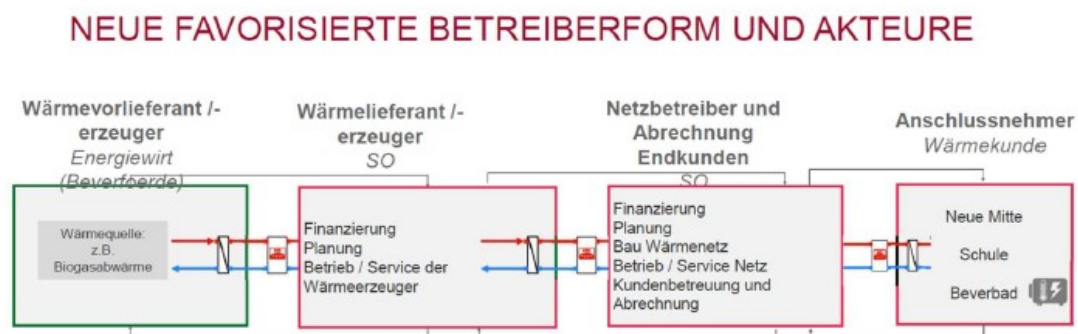 NEUE FAVORISIERTE BETREIBERFORM UND AKTEURE
Wärmevorlieferant /-
erzeuger
Energiewirt
(Beverfoerde)
Wärmequelle:
z.B.
Biogasabwärme
Wärmelieferant /-
erzeuger
SO
Finanzierung
Planung
Betrieb / Service der
Wärmeerzeuger
Netzbetreiber und
Abrechnung
Endkunden
SO
Finanzierung
Planung
Bau Wärmenetz
Betrieb / Service Netz
Kundenbetreuung und
Abrechnung
Anschlussnehmer
Wärmekunde
Neue Mitte
Schule
Beverbad